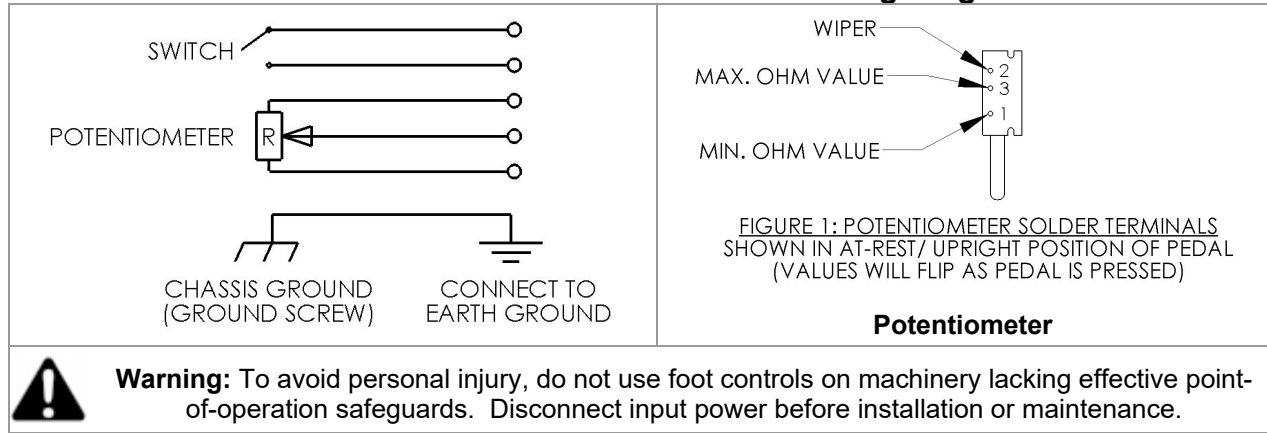 SWITCH
POTENTIOMETER
R
CHASSIS GROUND
(GROUND SCREW)
CONNECT TO
EARTH GROUND
WIPER
MAX. OHM VALUE
MIN. OHM VALUE
2
3
1
FIGURE 1: POTENTIOMETER SOLDER TERMINALS
SHOWN IN AT-REST/ UPRIGHT POSITION OF PEDAL
(VALUES WILL FLIP AS PEDAL IS PRESSED)
Potentiometer
Warning: To avoid personal injury, do not use foot controls on machinery lacking effective point-
of-operation safeguards. Disconnect input power before installation or maintenance.